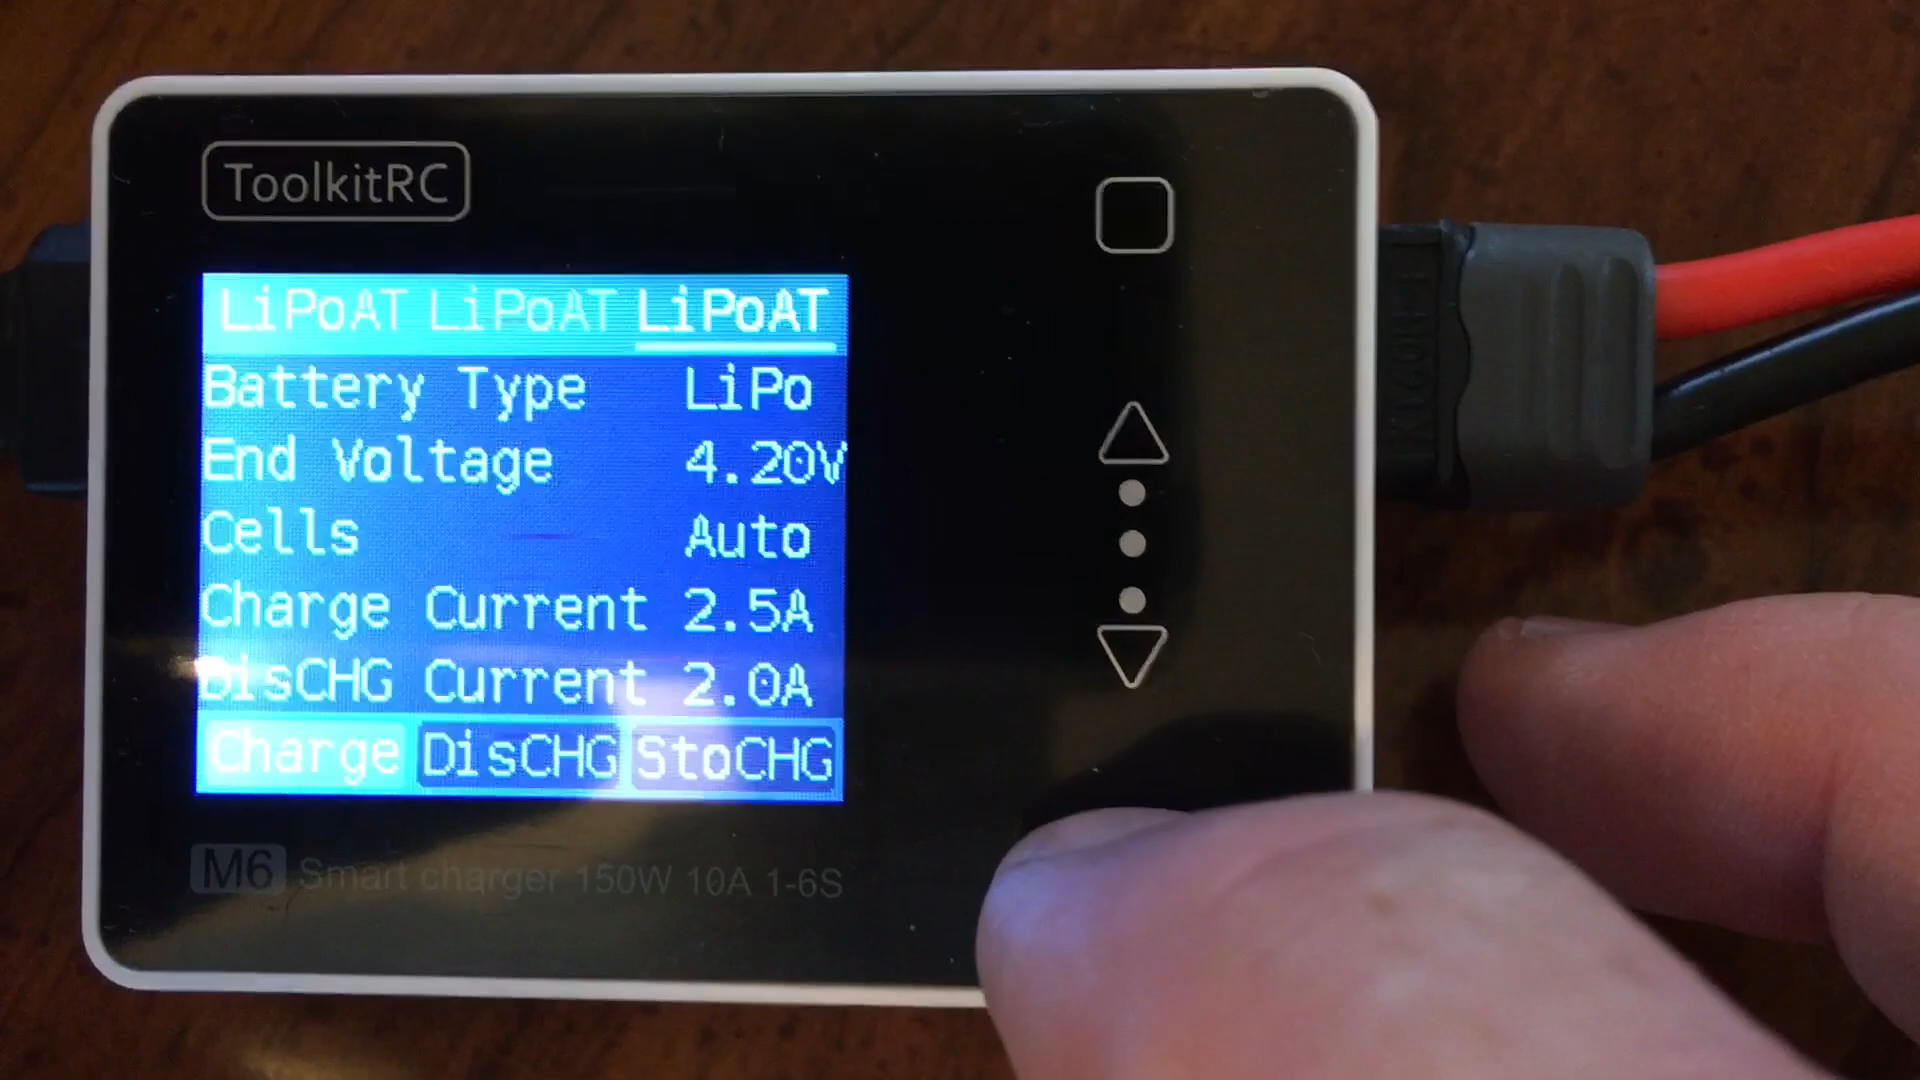 ToolkitRC
LiPoAT LiPoAT LiPoAT
Battery Type LiPo
End Voltage 4.20V
Cells Auto
Charge Current 2.5A
DisCHG Current 2.0A
Charge DisCHG StoCHG
M6 Smart charger 150W 10A 1-6S